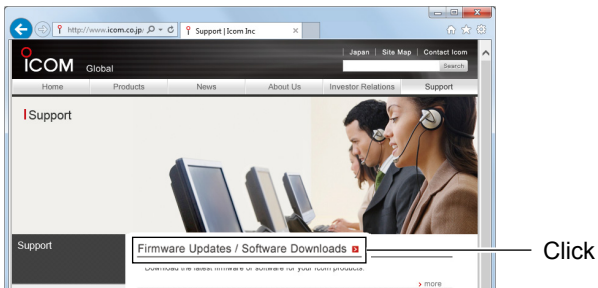 http://www.icom.co.jp/
Support | Icom Inc
Japan | Site Map | Contact Icom
ICOM Global
Search
Home
Products
News
About Us
Investor Relations
Support
Support
Support
Firmware Updates / Software Downloads
Click
Download the latest firmware or software for your Icom products.
more